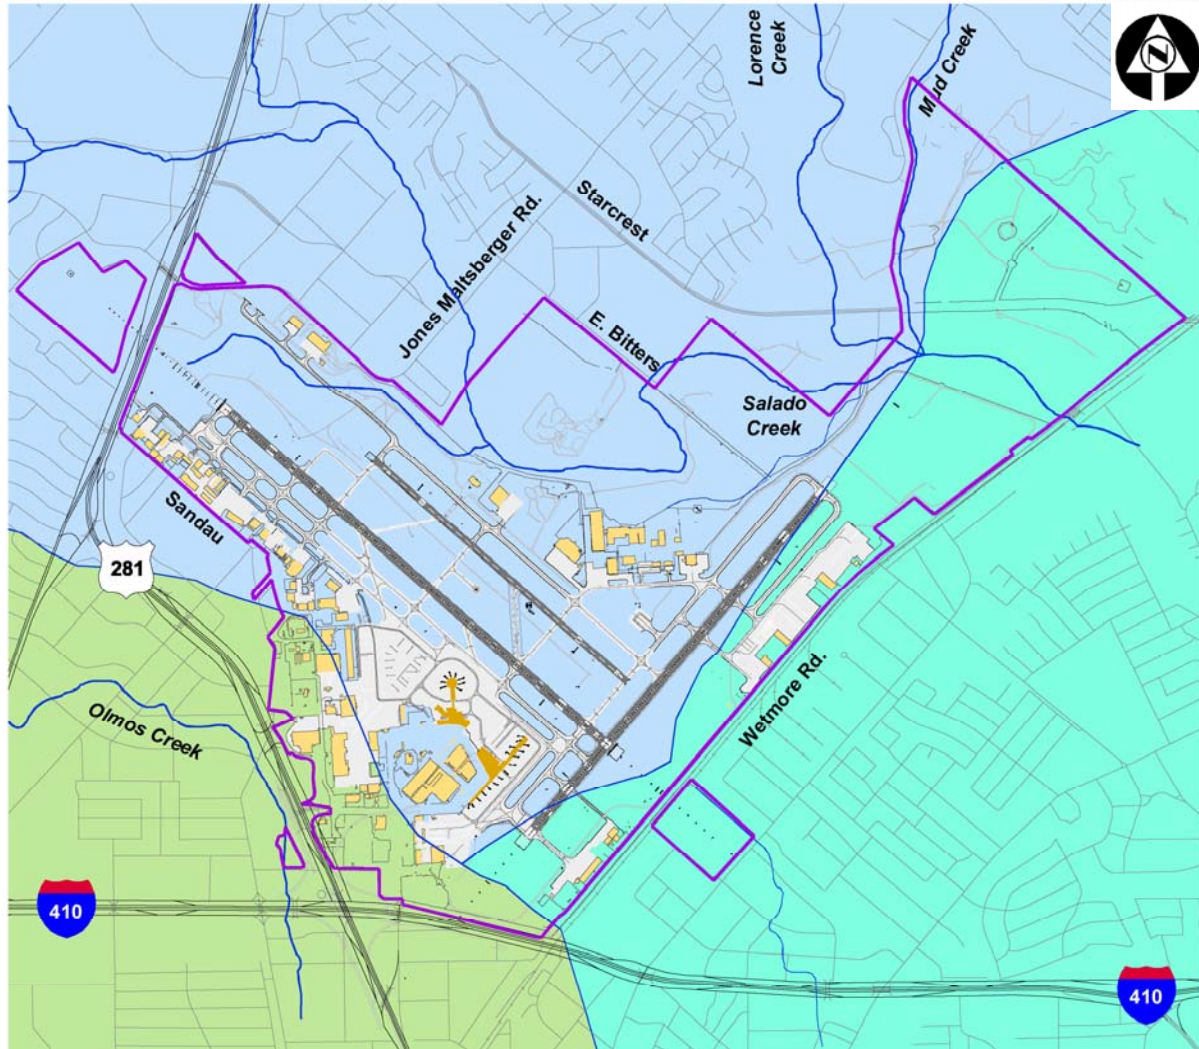 Lorence
Creek
Mud Creek
N
Starcrest
Jones Maltsberger Rd.
E. Bitters
Salado
Creek
Sandau
281
Wetmore Rd.
Olmos Creek
410
410